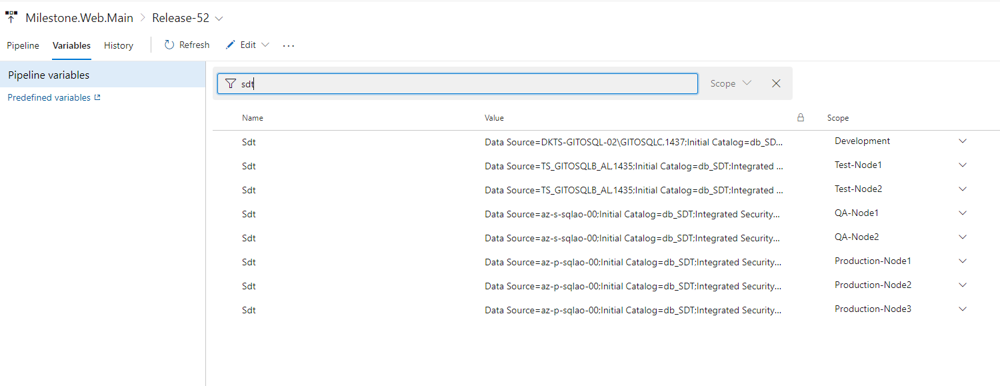 Milestone.Web.Main > Release-52
Pipeline Variables History Refresh Edit ...
Pipeline variables
Predefined variables
sdt
Scope
Name Value Scope
Sdt Data Source=DKTS-GITOSQL-02\GITOSQLC,1437;Initial Catalog=db_SD... Development
Sdt Data Source=TS_GITOSQLB_AL,1435;Initial Catalog=db_SDT;Integrated ... Test-Node1
Sdt Data Source=TS_GITOSQLB_AL,1435;Initial Catalog=db_SDT;Integrated ... Test-Node2
Sdt Data Source=az-s-sqlao-00;Initial Catalog=db_SDT;Integrated Security... QA-Node1
Sdt Data Source=az-s-sqlao-00;Initial Catalog=db_SDT;Integrated Security... QA-Node2
Sdt Data Source=az-p-sqlao-00;Initial Catalog=db_SDT;Integrated Security... Production-Node1
Sdt Data Source=az-p-sqlao-00;Initial Catalog=db_SDT;Integrated Security... Production-Node2
Sdt Data Source=az-p-sqlao-00;Initial Catalog=db_SDT;Integrated Security... Production-Node3